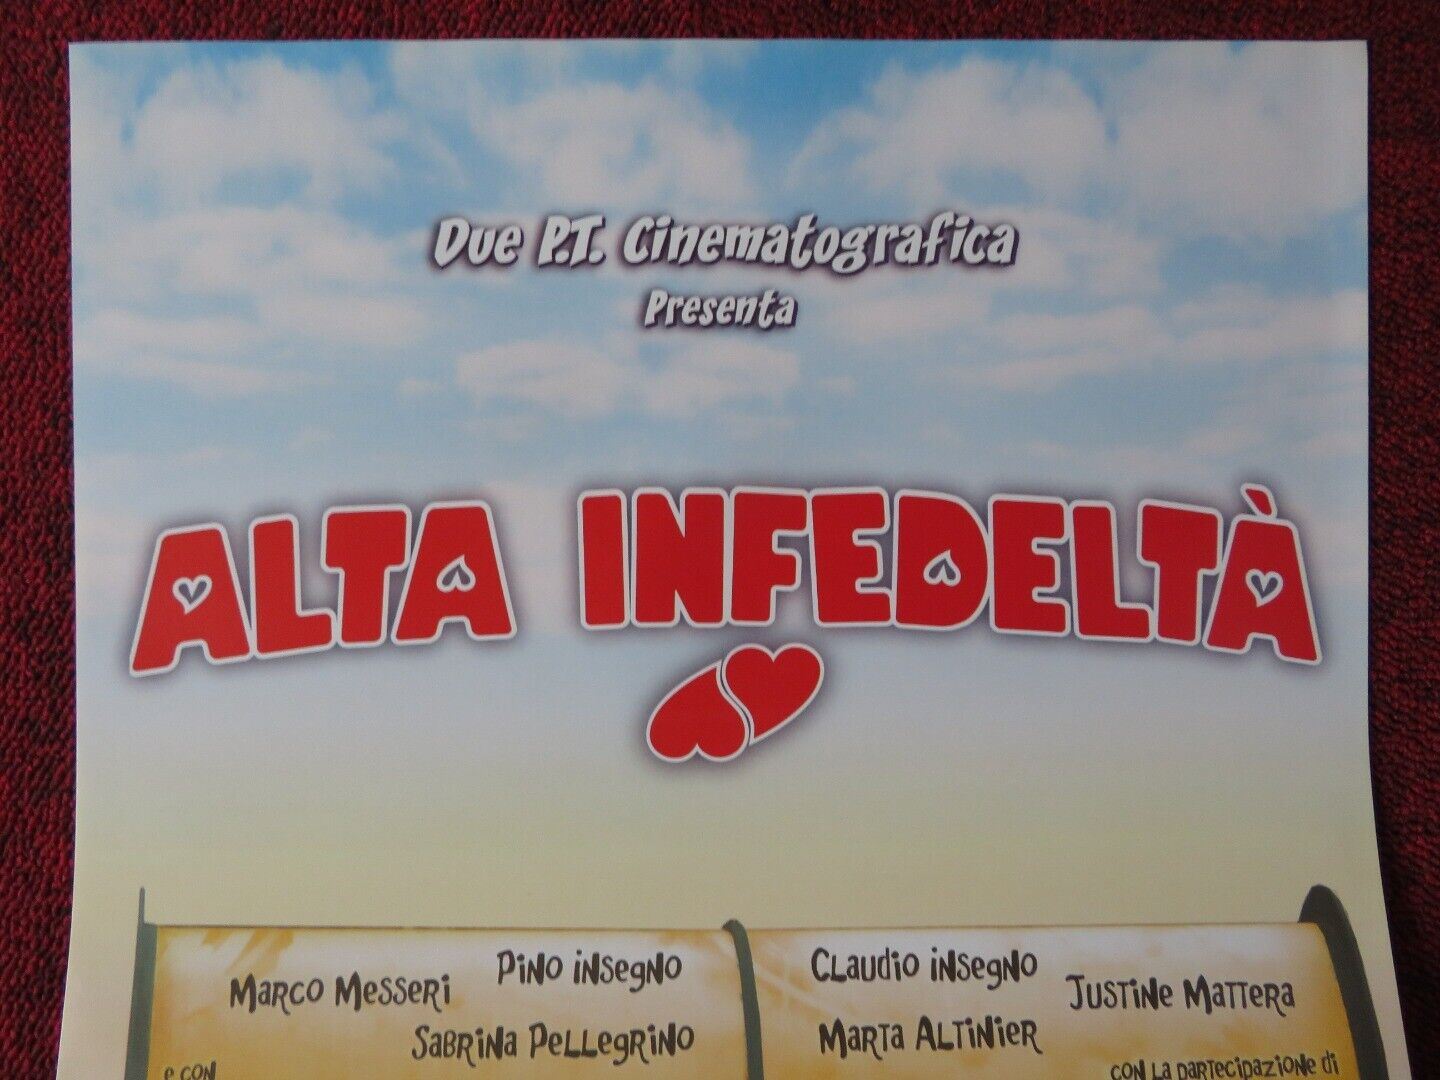 Due P.T. Cinematografica
Presenta
ALTA INFEDELTÀ
Marco Messeri
Pino Insegno
Sabrina Pellegrino
Claudio Insegno
Justine Mattera
Marta Altinier
e con
con la partecipazione di